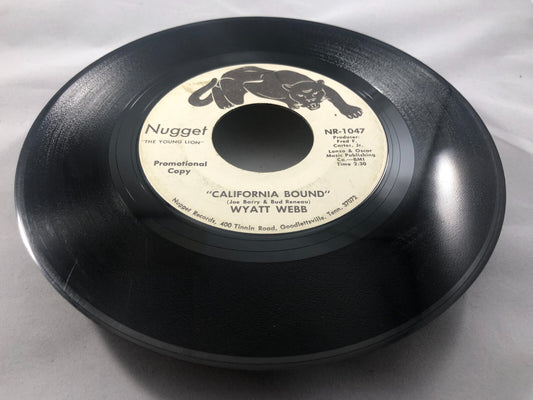 Nugget
"THE YOUNG LION"
Promotional
Copy
NR-1047
Producer:
Fred F.
Carter, Jr.
Lonzo & Oscar
Music Publishing
Co.—BMI
Time 2:30
"CALIFORNIA BOUND"
(Joe Barry & Bud Reneau)
WYATT WEBB
Nugget Records, 400 Tinnin Road, Goodlettsville, Tenn. 37072